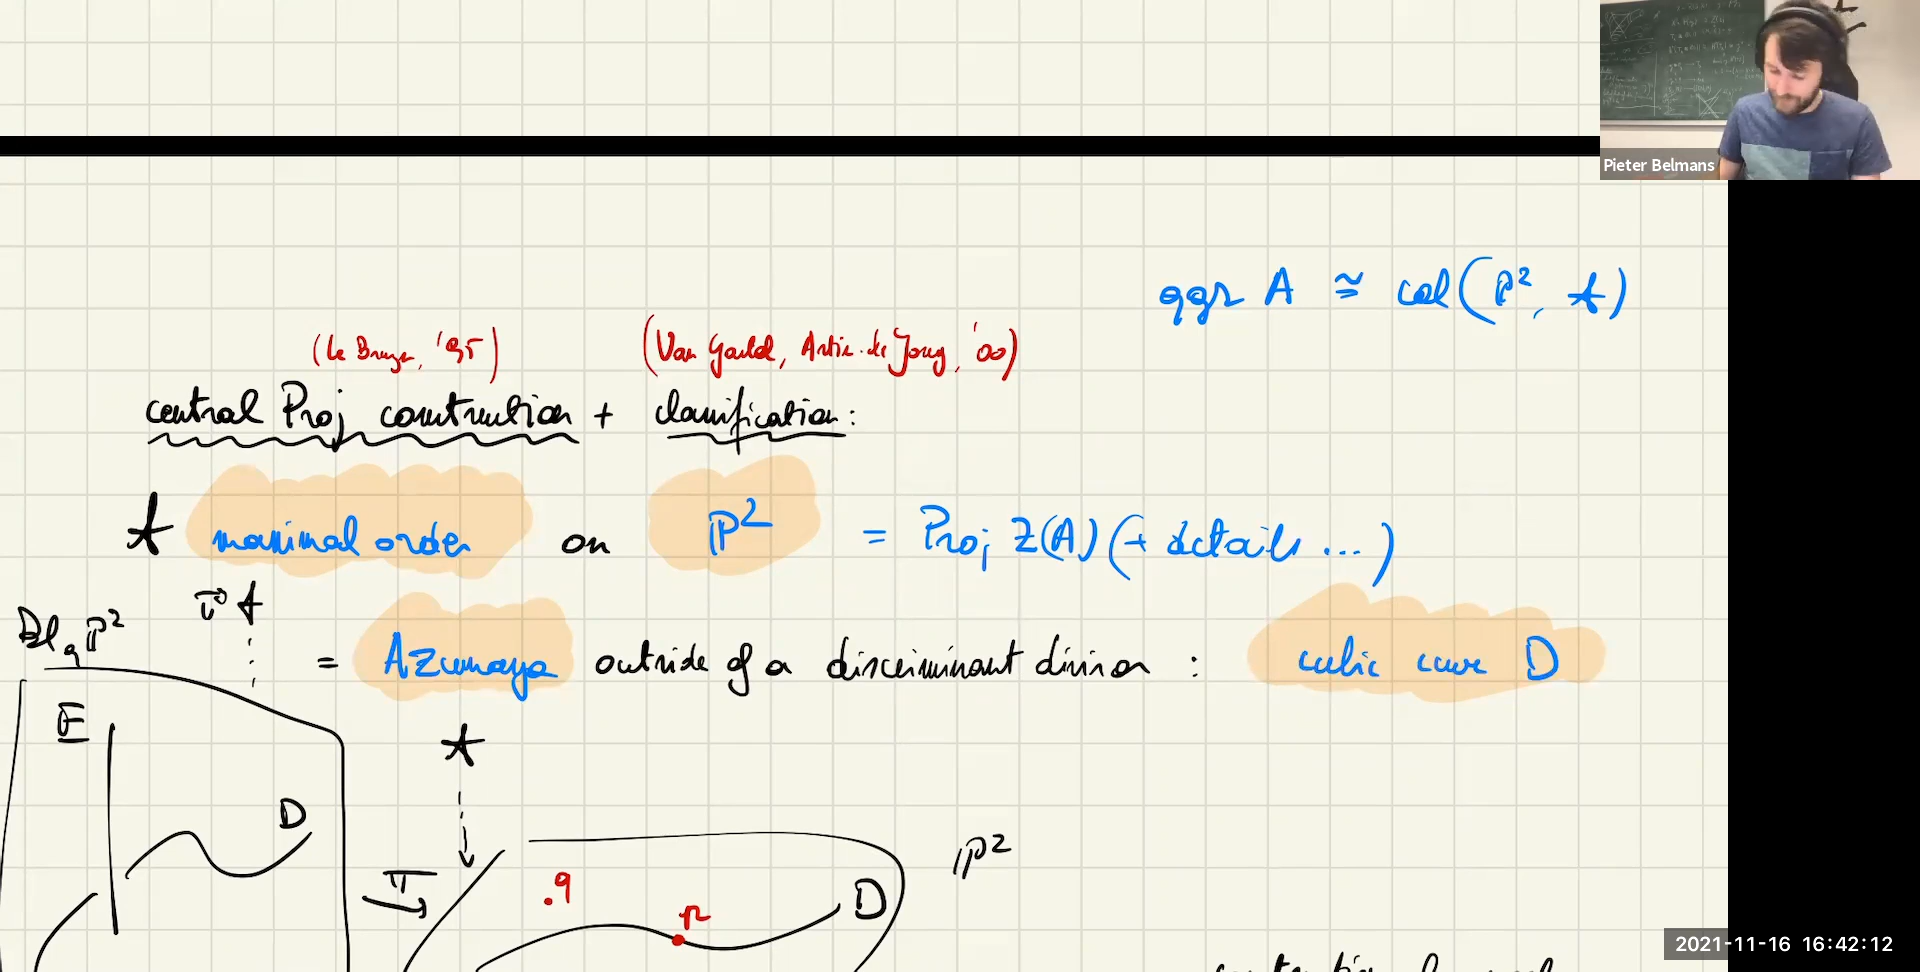 Pieter Belmans
qgr A ≅ coh(P², A)
(Le Bruyn, '95) (Van Gastel, Artin-de Jong, '00)
central Proj construction + classification:
A maximal order on P² = Proj Z(A) (+ details ...)
Bl_q P² π* A
= Azumaya outside of a discriminant divisor : cubic curve D
E
A
D
P²
π
.q
D
p
2021-11-16 16:42:12